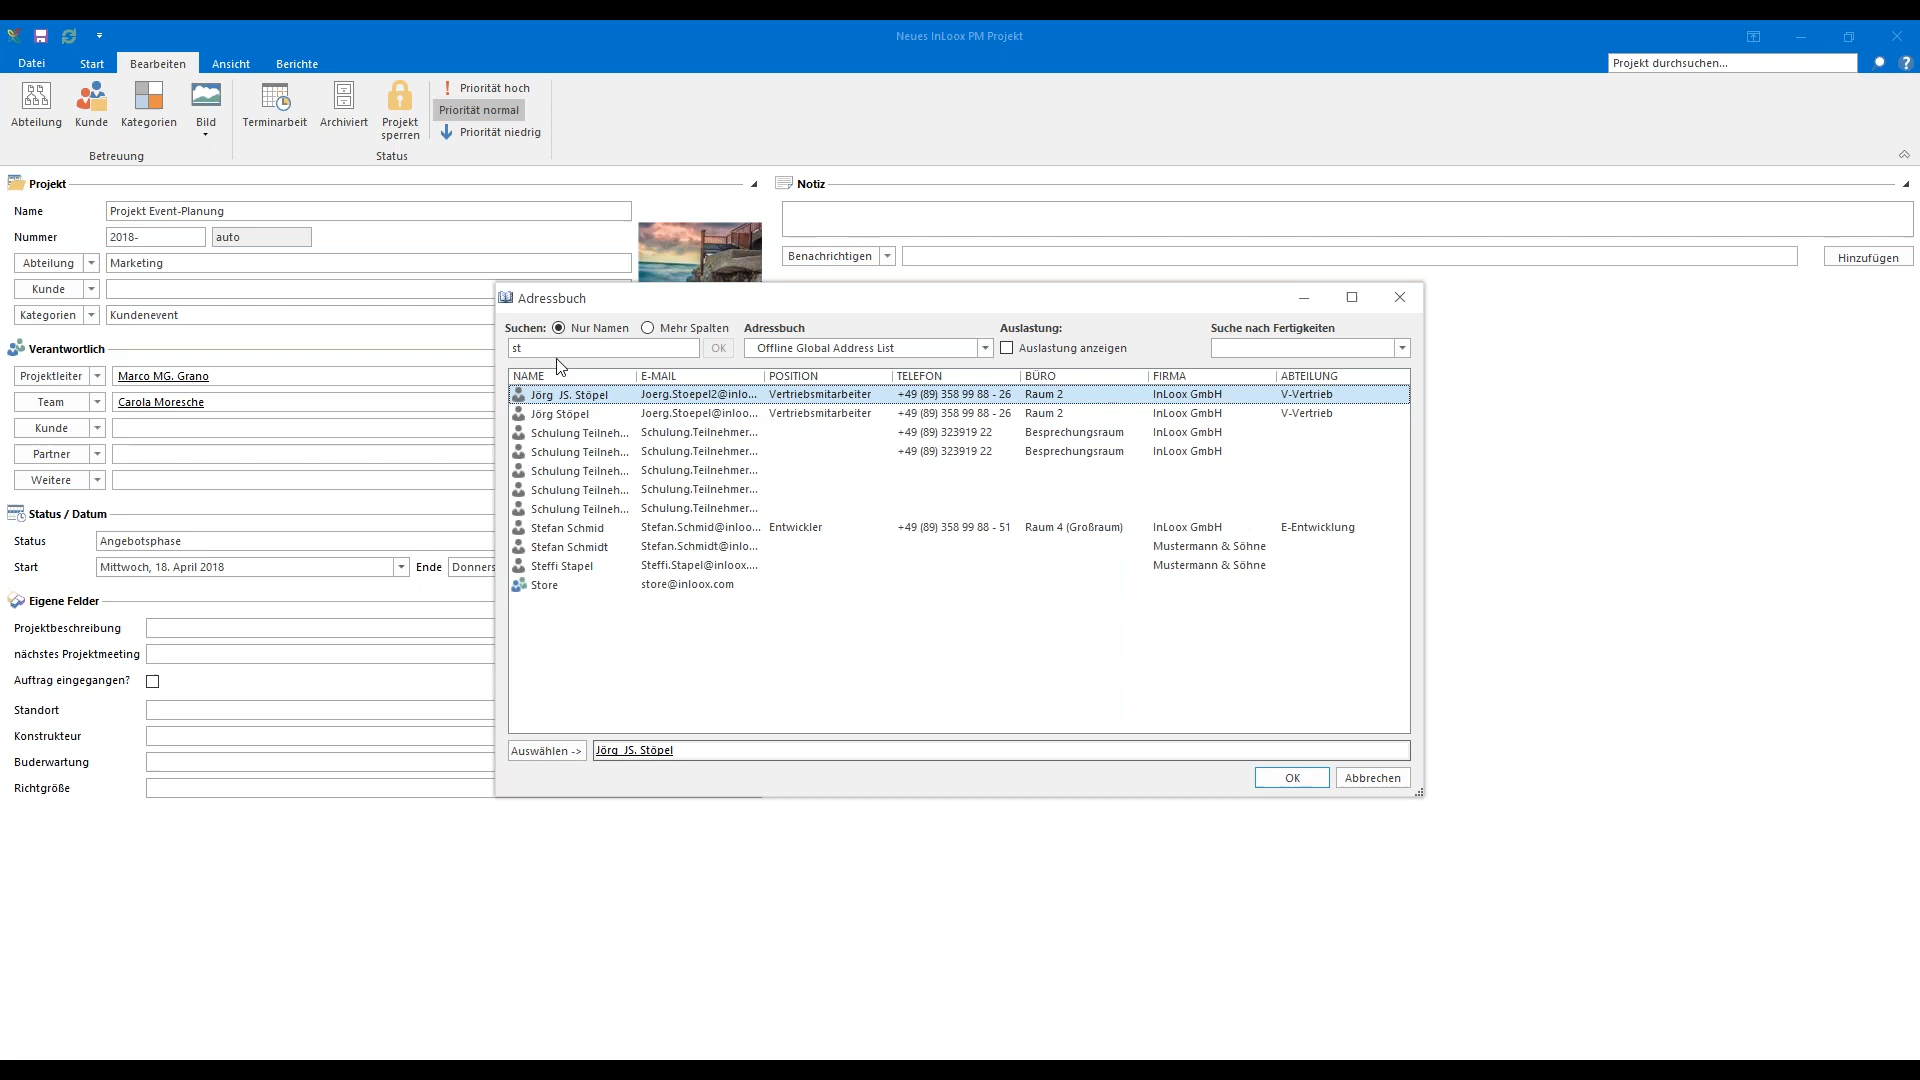 Neues InLoox PM Projekt
Datei Start Bearbeiten Ansicht Berichte
Projekt durchsuchen...
Abteilung Kunde Kategorien Bild Terminarbeit Archiviert Projekt sperren
Priorität hoch
Priorität normal
Priorität niedrig
Betreuung Status
Projekt
Notiz
Name Projekt Event-Planung
Nummer 2018- auto
Abteilung Marketing
Benachrichtigen Hinzufügen
Kunde
Kategorien Kundenevent
Verantwortlich
Projektleiter Marco MG. Grano
Team Carola Moresche
Kunde
Partner
Weitere
Status / Datum
Status Angebotsphase
Start Mittwoch, 18. April 2018 Ende Donners
Eigene Felder
Projektbeschreibung
nächstes Projektmeeting
Auftrag eingegangen?
Standort
Konstrukteur
Buderwartung
Richtgröße
Adressbuch
Suchen: Nur Namen Mehr Spalten Adressbuch Auslastung: Suche nach Fertigkeiten
st OK Offline Global Address List Auslastung anzeigen
NAME E-MAIL POSITION TELEFON BÜRO FIRMA ABTEILUNG
Jörg JS. Stöpel Joerg.Stoepel2@inlo... Vertriebsmitarbeiter +49 (89) 358 99 88 - 26 Raum 2 InLoox GmbH V-Vertrieb
Jörg Stöpel Joerg.Stoepel@inloo... Vertriebsmitarbeiter +49 (89) 358 99 88 - 26 Raum 2 InLoox GmbH V-Vertrieb
Schulung Teilneh... Schulung.Teilnehmer... +49 (89) 323919 22 Besprechungsraum InLoox GmbH
Schulung Teilneh... Schulung.Teilnehmer... +49 (89) 323919 22 Besprechungsraum InLoox GmbH
Schulung Teilneh... Schulung.Teilnehmer...
Schulung Teilneh... Schulung.Teilnehmer...
Schulung Teilneh... Schulung.Teilnehmer...
Stefan Schmid Stefan.Schmid@inloo... Entwickler +49 (89) 358 99 88 - 51 Raum 4 (Großraum) InLoox GmbH E-Entwicklung
Stefan Schmidt Stefan.Schmidt@inlo... Mustermann & Söhne
Steffi Stapel Steffi.Stapel@inloox.... Mustermann & Söhne
Store store@inloox.com
Auswählen -> Jörg JS. Stöpel
OK Abbrechen